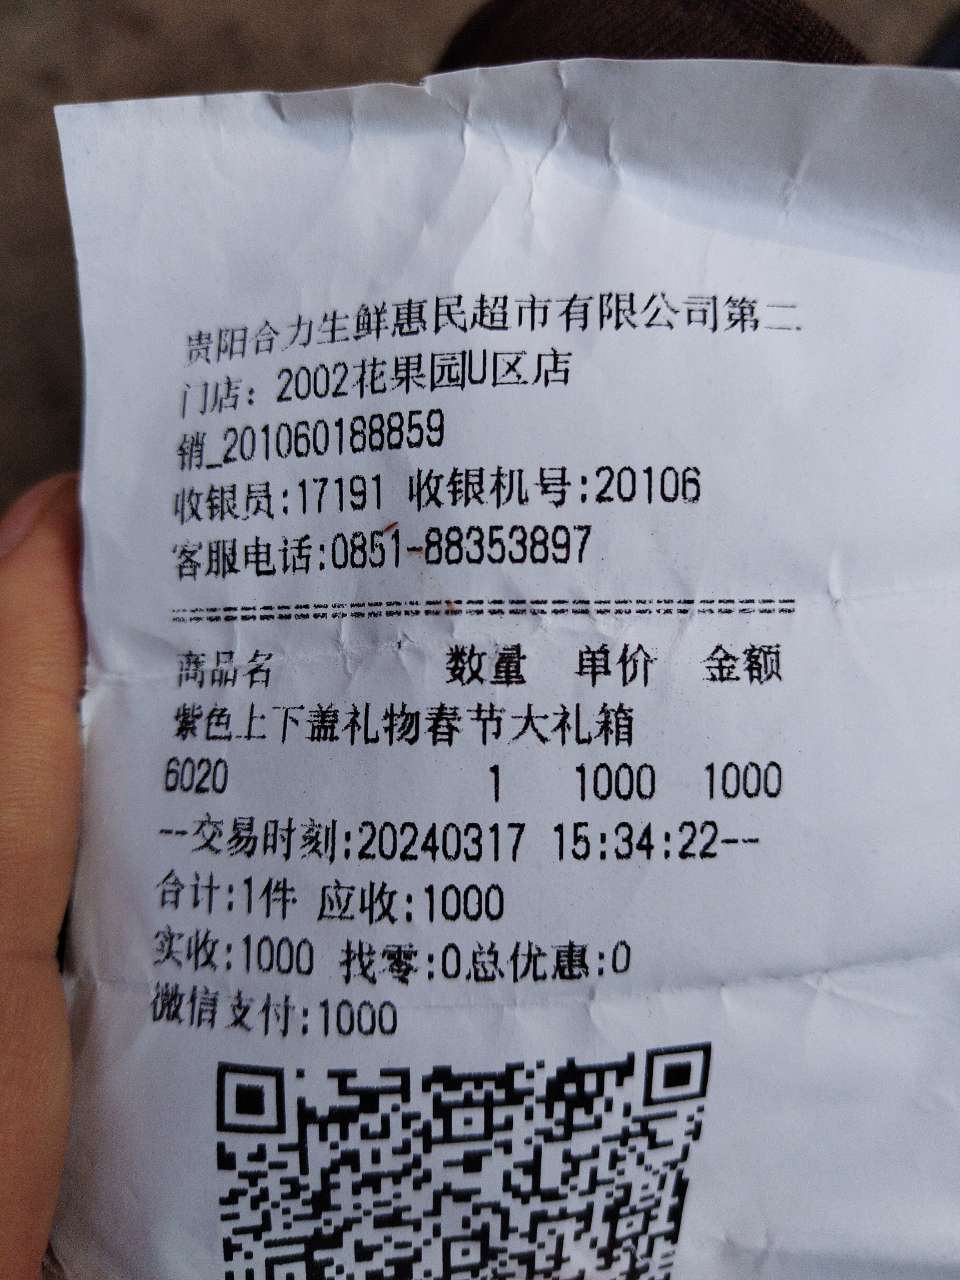 贵阳合力生鲜惠民超市有限公司第二
门店：2002花果园U区店
销_201060188859
收银员:17191 收银机号:20106
客服电话:0851-88353897
商品名 数量 单价 金额
紫色上下盖礼物春节大礼箱
6020 1 1000 1000
--交易时刻:20240317 15:34:22--
合计:1件 应收:1000
实收:1000 找零:0总优惠:0
微信支付:1000